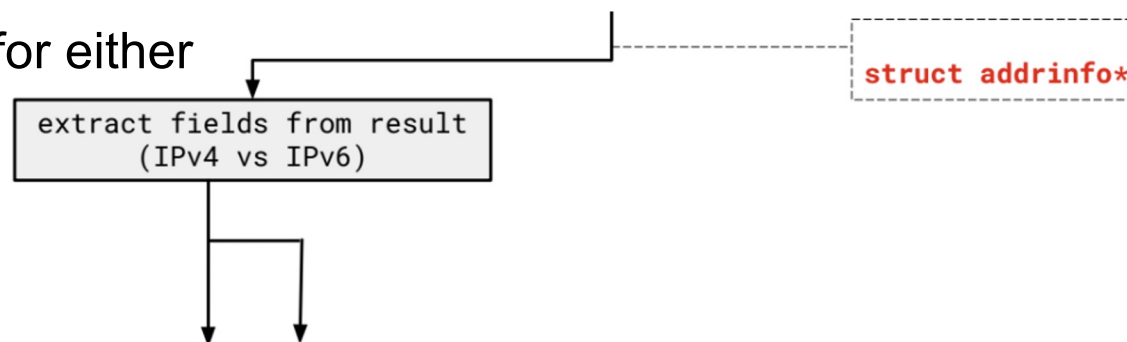 for either
struct addrinfo*
extract fields from result
(IPv4 vs IPv6)